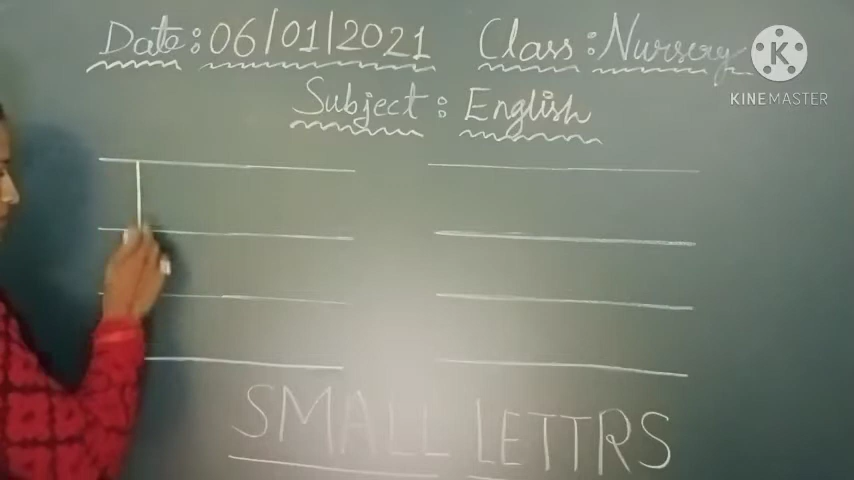 Date: 06/01/2021 Class: Nursery
K
KINEMASTER
Subject: English
SMALL LETTRS